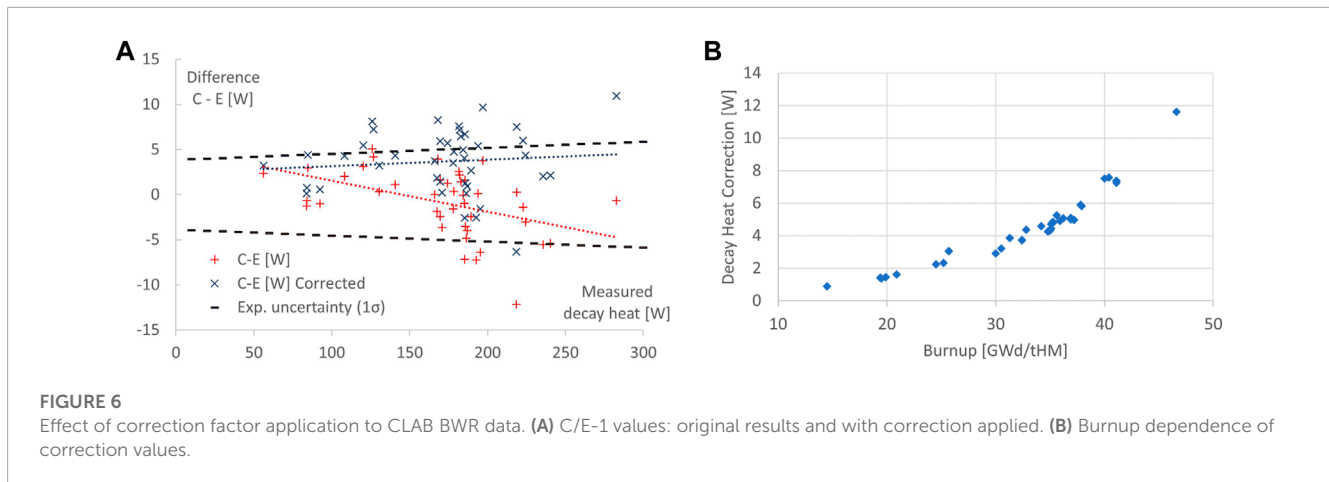 A
Difference
C - E [W]
15
10
5
0
-5
-10
-15
C-E [W]
C-E [W] Corrected
Exp. uncertainty (1σ)
Measured
decay heat [W]
0 50 100 150 200 250 300
B
Decay Heat Correction [W]
14
12
10
8
6
4
2
0
10 20 30 40 50
Burnup [GWd/tHM]
FIGURE 6
Effect of correction factor application to CLAB BWR data. (A) C/E-1 values: original results and with correction applied. (B) Burnup dependence of
correction values.